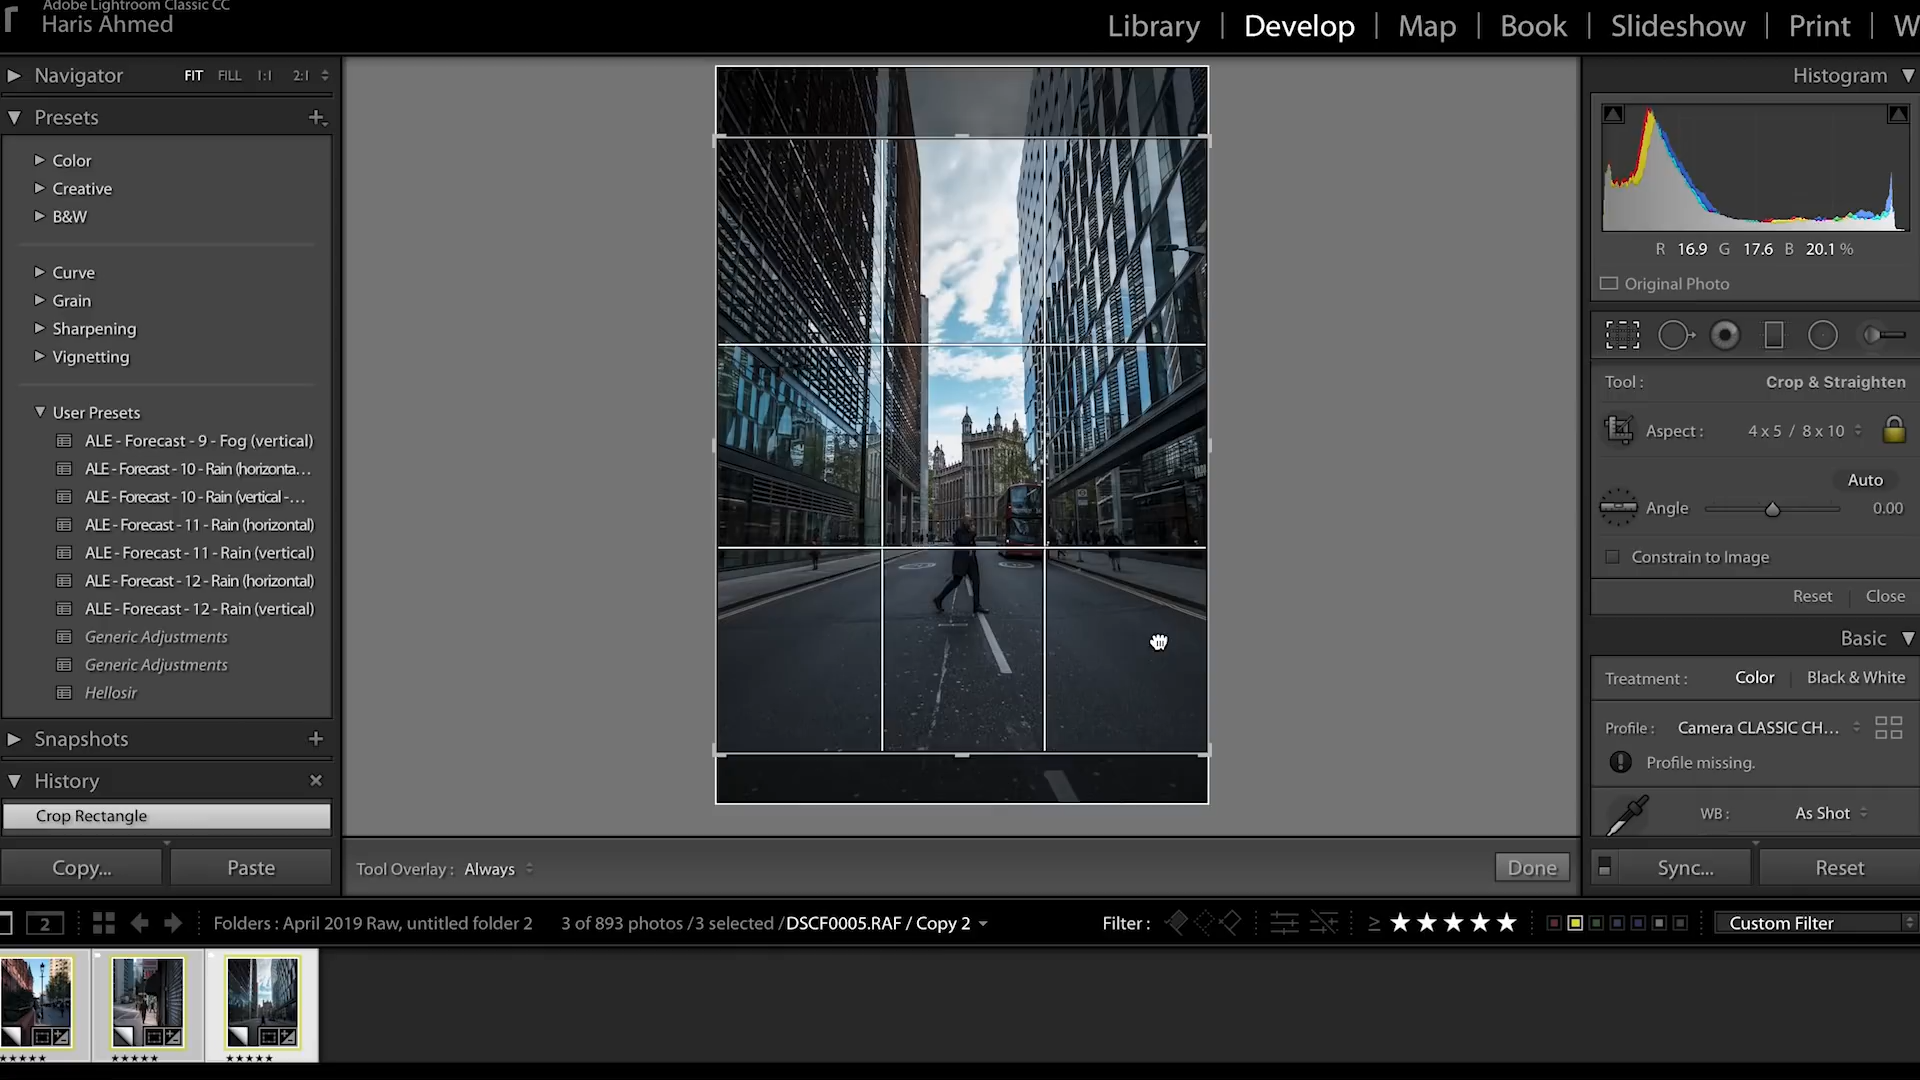 Adobe Lightroom Classic CC
Haris Ahmed
Library | Develop | Map | Book | Slideshow | Print | W
Navigator FIT FILL 1:1 2:1
Presets
Color
Creative
B&W
Curve
Grain
Sharpening
Vignetting
User Presets
ALE - Forecast - 9 - Fog (vertical)
ALE - Forecast - 10 - Rain (horizonta...
ALE - Forecast - 10 - Rain (vertical -...
ALE - Forecast - 11 - Rain (horizontal)
ALE - Forecast - 11 - Rain (vertical)
ALE - Forecast - 12 - Rain (horizontal)
ALE - Forecast - 12 - Rain (vertical)
Generic Adjustments
Generic Adjustments
Hellosir
Snapshots
History
Crop Rectangle
Copy... Paste
Tool Overlay : Always
Done
Histogram
R 16.9 G 17.6 B 20.1 %
Original Photo
Tool : Crop & Straighten
Aspect : 4 x 5 / 8 x 10
Auto
Angle 0.00
Constrain to Image
Reset Close
Basic
Treatment : Color Black & White
Profile : Camera CLASSIC CH...
Profile missing.
WB : As Shot
Sync... Reset
2 Folders : April 2019 Raw, untitled folder 2 3 of 893 photos /3 selected /DSCF0005.RAF / Copy 2 Filter : ≥ ★★★★★ Custom Filter